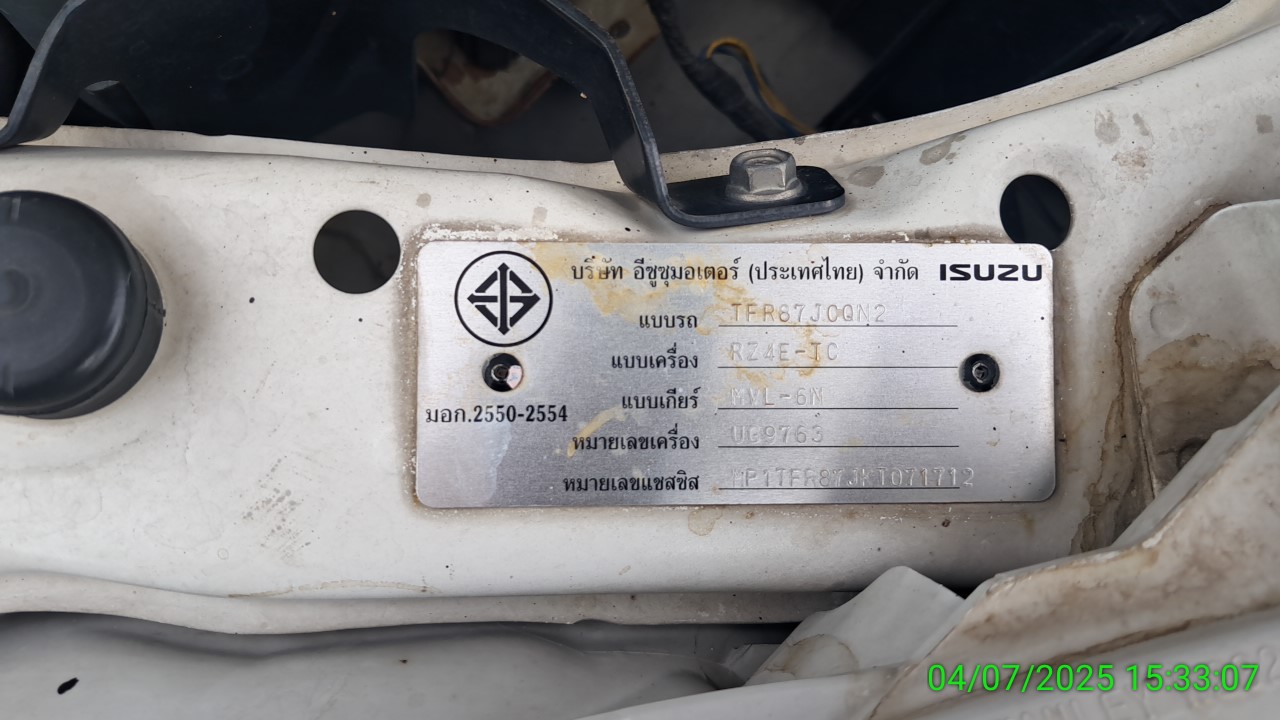 บริษัท อีซูซุมอเตอร์ (ประเทศไทย) จำกัด ISUZU
แบบรถ TFR87JCQN2
แบบเครื่อง RZ4E-TC
แบบเกียร์ MVL-6N
มอก.2550-2554
หมายเลขเครื่อง UG9763
หมายเลขแชสซิส MP1TFR87JKT071712
04/07/2025 15:33:07